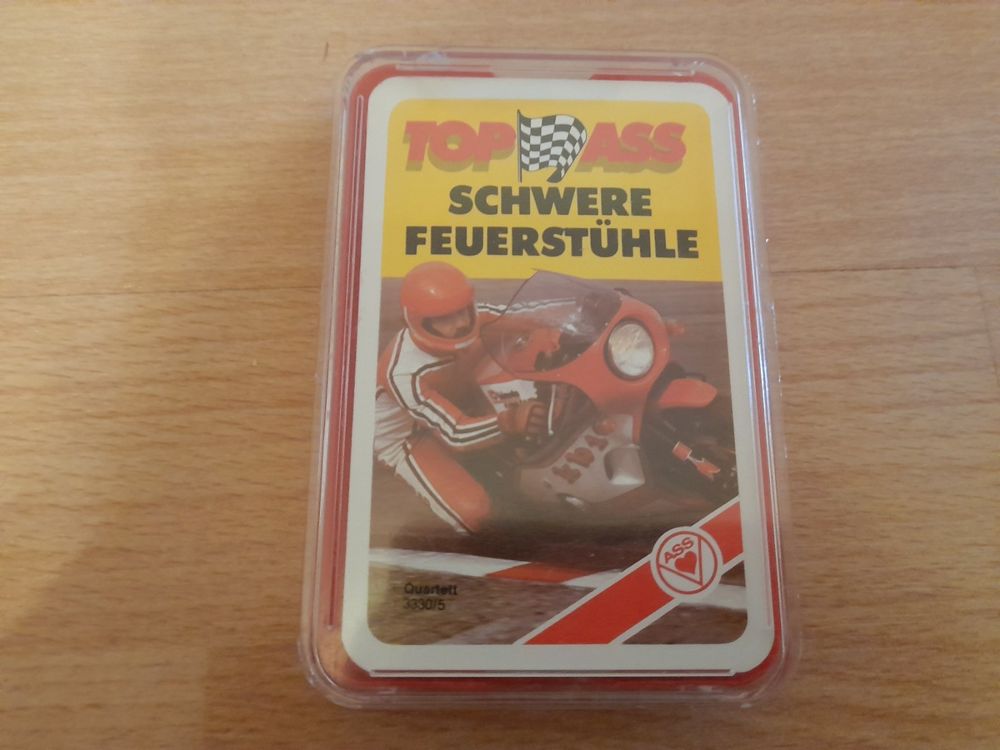 TOP ASS
SCHWERE
FEUERSTÜHLE
ASS
Quartett
3330/5